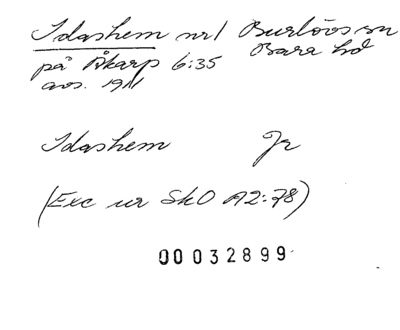 Idashem nr 1 Burlövs sn
på Åkarp 6:35 Bara hd
avs. 1911
Idashem Jr
(Exc ur SkO A2:78)
00032899